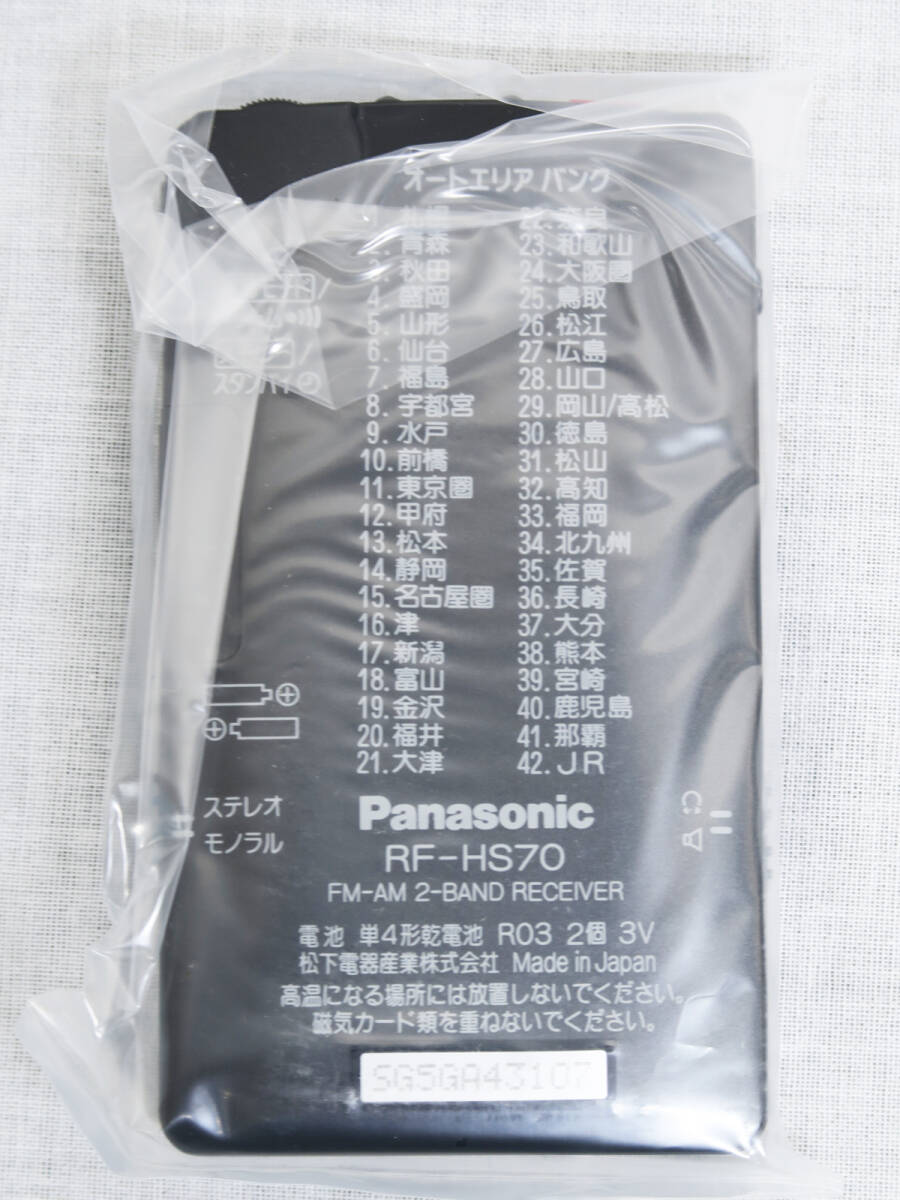 オートエリア バンク
1. 札幌
2. 青森
3. 秋田
4. 盛岡
5. 山形
6. 仙台
7. 福島
8. 宇都宮
9. 水戸
10. 前橋
11. 東京圏
12. 甲府
13. 松本
14. 静岡
15. 名古屋圏
16. 津
17. 新潟
18. 富山
19. 金沢
20. 福井
21. 大津
22. 奈良
23. 和歌山
24. 大阪圏
25. 鳥取
26. 松江
27. 広島
28. 山口
29. 岡山/高松
30. 徳島
31. 松山
32. 高知
33. 福岡
34. 北九州
35. 佐賀
36. 長崎
37. 大分
38. 熊本
39. 宮崎
40. 鹿児島
41. 那覇
42. JR
スタンバイ
ステレオ
モノラル
Panasonic
RF-HS70
FM-AM 2-BAND RECEIVER
電池 単4形乾電池 R03 2個 3V
松下電器産業株式会社 Made in Japan
高温になる場所には放置しないでください。
磁気カード類を重ねないでください。
SG5GA43107